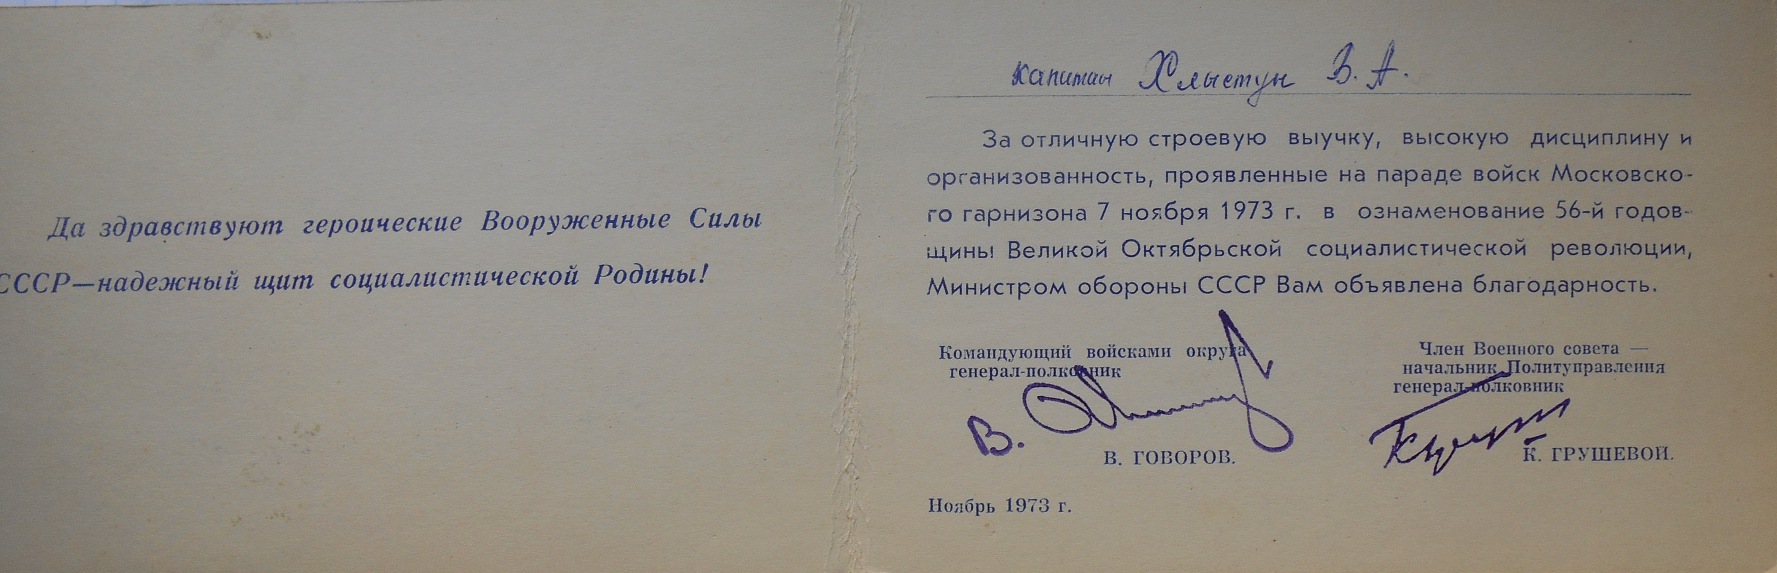 Да здравствуют героические Вооруженные Силы
СССР—надежный щит социалистической Родины!
капитан Хлыстун В. А.
За отличную строевую выучку, высокую дисциплину и
организованность, проявленные на параде войск Московско-
го гарнизона 7 ноября 1973 г. в ознаменование 56-й годов-
щины Великой Октябрьской социалистической революции,
Министром обороны СССР Вам объявлена благодарность.
Командующий войсками округа
генерал-полковник
В. ГОВОРОВ.
Член Военного совета —
начальник Политуправления
генерал-полковник
К. ГРУШЕВОЙ.
Ноябрь 1973 г.